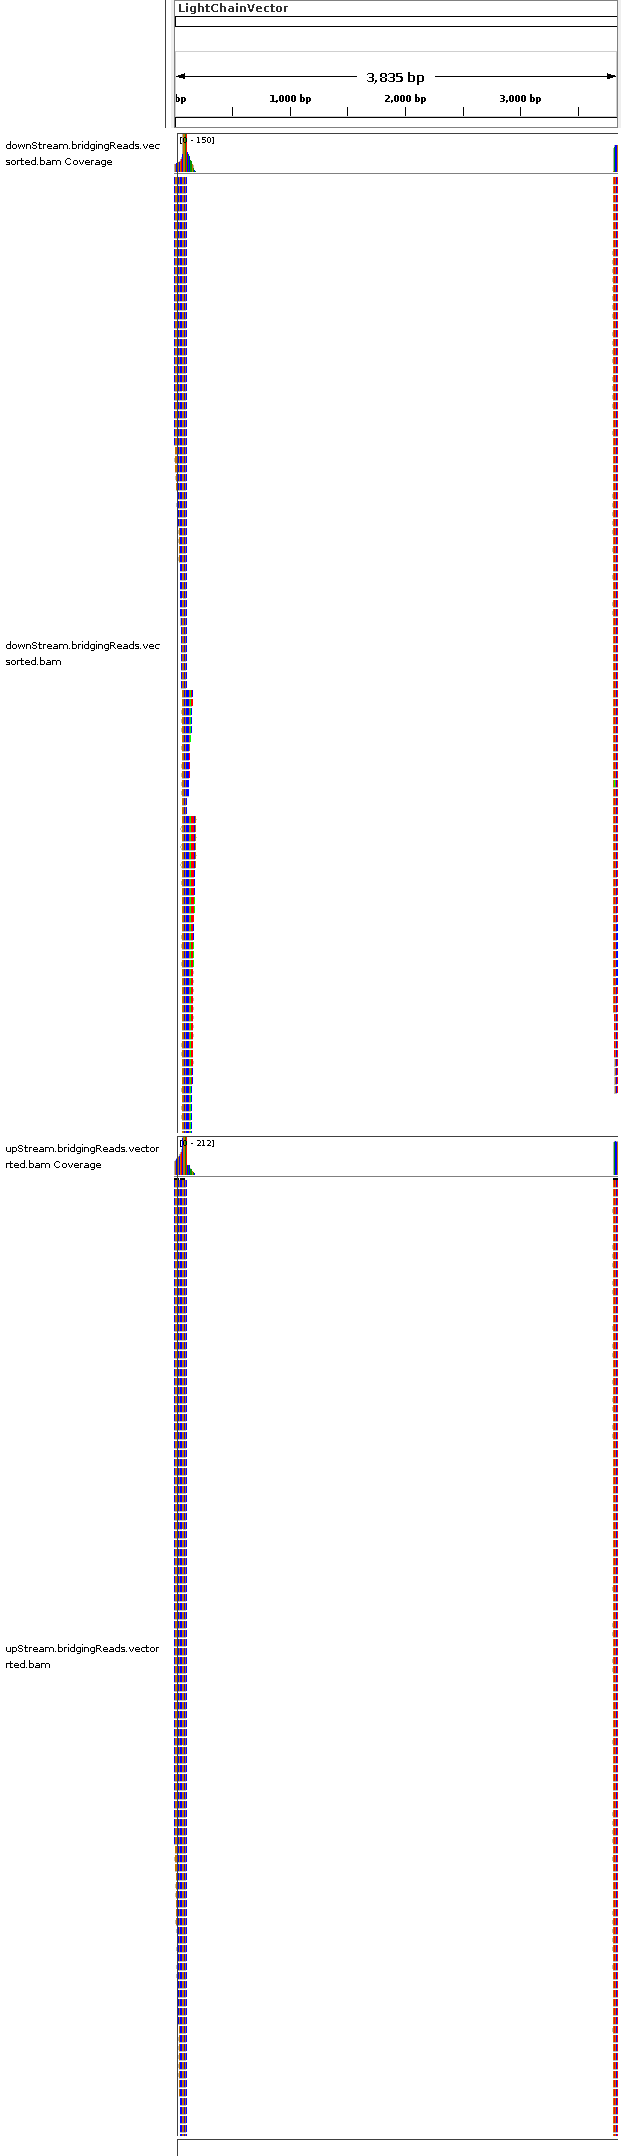 LightChainVector
3,835 bp
bp 1,000 bp 2,000 bp 3,000 bp
[0 - 150]
downStream.bridgingReads.vec
sorted.bam Coverage
downStream.bridgingReads.vec
sorted.bam
[0 - 212]
upStream.bridgingReads.vector
rted.bam Coverage
upStream.bridgingReads.vector
rted.bam